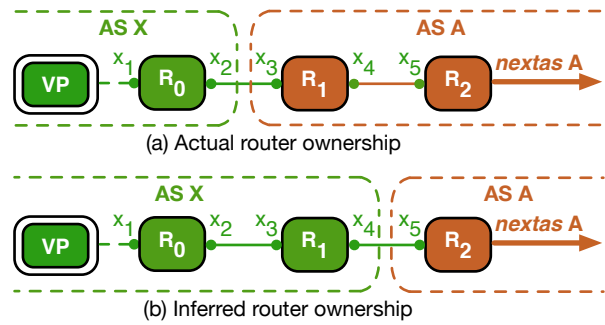 AS X
AS A
VP
x1
R0
x2
x3
R1
x4
x5
R2
nextas A
(a) Actual router ownership
AS X
AS A
VP
x1
R0
x2
x3
R1
x4
x5
R2
nextas A
(b) Inferred router ownership